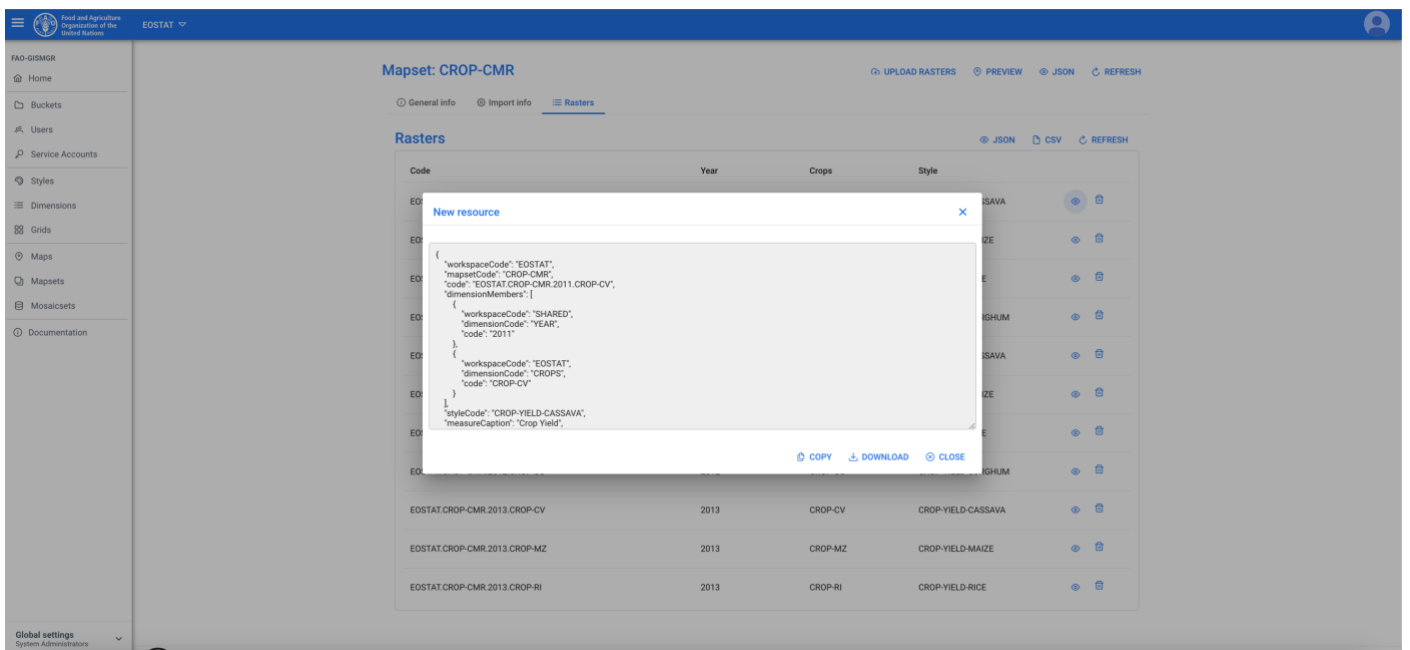 Food and Agriculture
Organization of the
United Nations
EOSTAT
FAO-GISMGR
Home
Buckets
Users
Service Accounts
Styles
Dimensions
Grids
Maps
Mapsets
Mosaicsets
Documentation
Global settings
System Administrators
Mapset: CROP-CMR
UPLOAD RASTERS PREVIEW JSON REFRESH
General info Import info Rasters
Rasters
JSON CSV REFRESH
Code Year Crops Style
New resource
{
"workspaceCode": "EOSTAT",
"mapsetCode": "CROP-CMR",
"code": "EOSTAT.CROP-CMR.2011.CROP-CV",
"dimensionMembers": [
{
"workspaceCode": "SHARED",
"dimensionCode": "YEAR",
"code": "2011"
},
{
"workspaceCode": "EOSTAT",
"dimensionCode": "CROPS",
"code": "CROP-CV"
}
],
"styleCode": "CROP-YIELD-CASSAVA",
"measureCaption": "Crop Yield",
COPY DOWNLOAD CLOSE
EOSTAT.CROP-CMR.2013.CROP-CV 2013 CROP-CV CROP-YIELD-CASSAVA
EOSTAT.CROP-CMR.2013.CROP-MZ 2013 CROP-MZ CROP-YIELD-MAIZE
EOSTAT.CROP-CMR.2013.CROP-RI 2013 CROP-RI CROP-YIELD-RICE